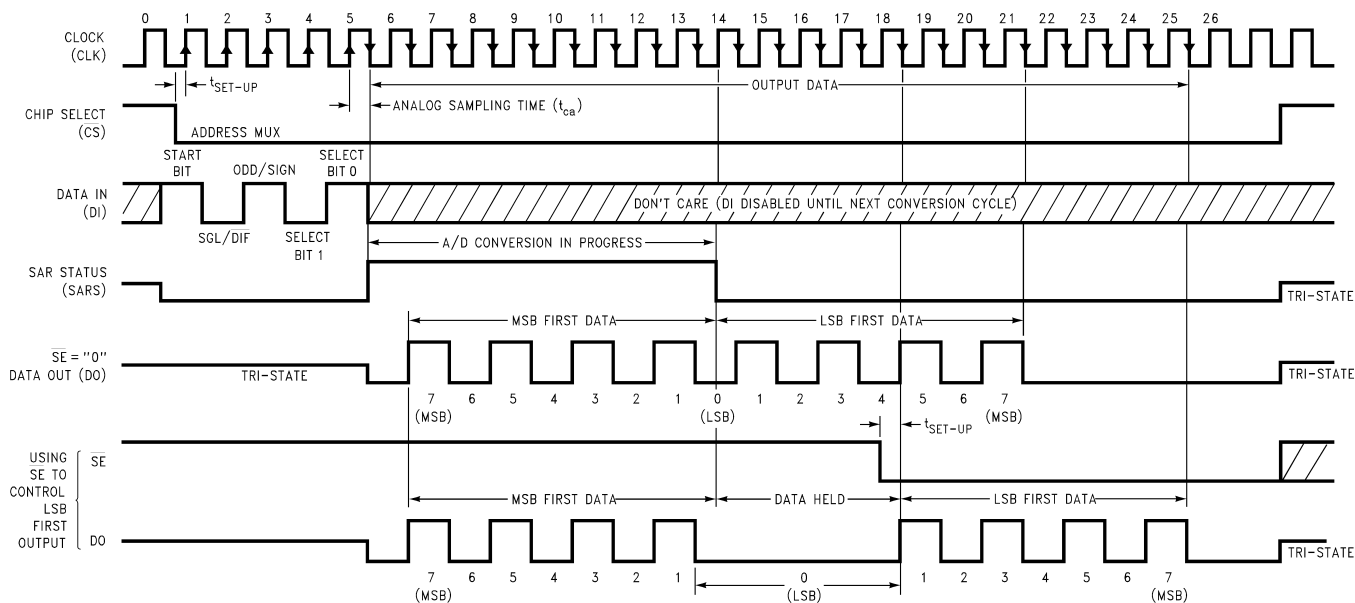 0 1 2 3 4 5 6 7 8 9 10 11 12 13 14 15 16 17 18 19 20 21 22 23 24 25 26
CLOCK
(CLK)
tSET-UP
OUTPUT DATA
ANALOG SAMPLING TIME (tca)
CHIP SELECT
(CS)
ADDRESS MUX
START
BIT
ODD/SIGN
SELECT
BIT 0
DATA IN
(DI)
DON'T CARE (DI DISABLED UNTIL NEXT CONVERSION CYCLE)
SGL/DIF
SELECT
BIT 1
A/D CONVERSION IN PROGRESS
SAR STATUS
(SARS)
TRI-STATE
MSB FIRST DATA
LSB FIRST DATA
SE = "0"
DATA OUT (DO)
TRI-STATE
TRI-STATE
7 6 5 4 3 2 1 0 1 2 3 4 5 6 7
(MSB) (LSB) (MSB)
tSET-UP
USING
SE TO
CONTROL
LSB
FIRST
OUTPUT
SE
MSB FIRST DATA
DATA HELD
LSB FIRST DATA
DO
TRI-STATE
7 6 5 4 3 2 1 0 1 2 3 4 5 6 7
(MSB) (LSB) (MSB)